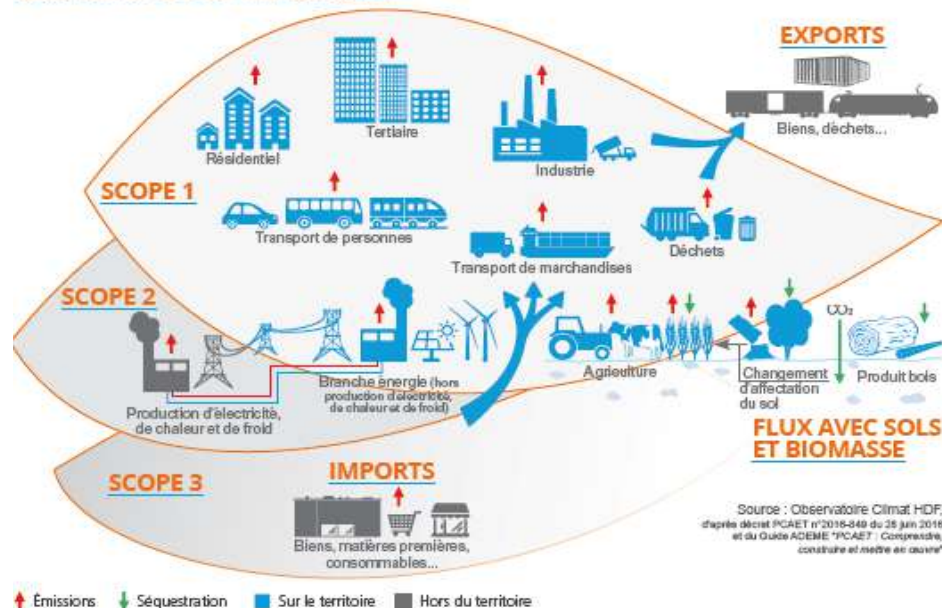 EXPORTS
Biens, déchets...
Résidentiel
Tertiaire
Industrie
SCOPE 1
Transport de personnes
Transport de marchandises
Déchets
SCOPE 2
Production d'électricité,
de chaleur et de froid
Branche énergie (hors
production d'électricité,
de chaleur et de froid)
Agriculture
Changement
d'affectation
du sol
CO₂
Produit bois
FLUX AVEC SOLS
ET BIOMASSE
SCOPE 3
IMPORTS
Biens, matières premières,
consommables...
Source : Observatoire Climat HDF,
d'après décret PCAET n°2016-849 du 28 juin 2016
et du Guide ADEME "PCAET : Comprendre,
construire et mettre en œuvre"
Émissions
Séquestration
Sur le territoire
Hors du territoire